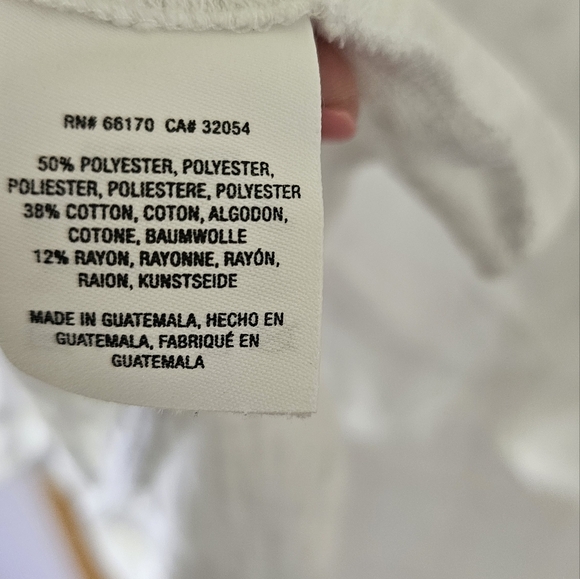 RN# 66170 CA# 32054
50% POLYESTER, POLYESTER,
POLIESTER, POLIESTERE, POLYESTER
38% COTTON, COTON, ALGODON,
COTONE, BAUMWOLLE
12% RAYON, RAYONNE, RAYÓN,
RAION, KUNSTSEIDE
MADE IN GUATEMALA, HECHO EN
GUATEMALA, FABRIQUÉ EN
GUATEMALA